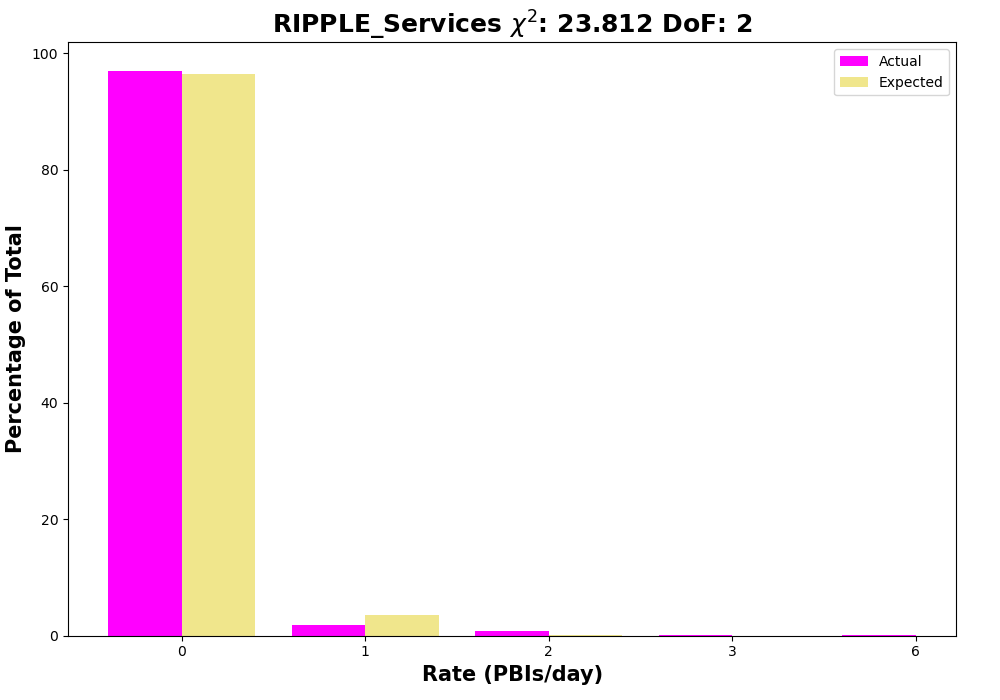 RIPPLE_Services χ²: 23.812 DoF: 2
Actual
Expected
Percentage of Total
100
80
60
40
20
0
0 1 2 3 6
Rate (PBIs/day)